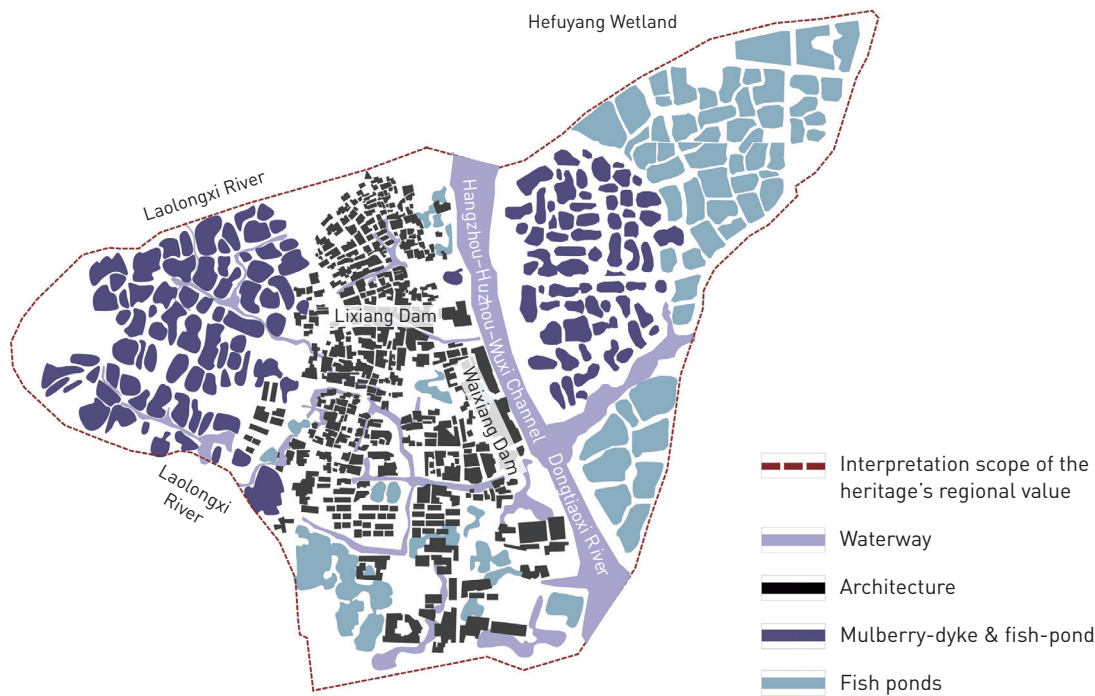 Hefuyang Wetland
Laolongxi River
Hangzhou–Huzhou–Wuxi Channel
Lixiang Dam
Waixiang Dam
Dongtiaoxi River
Laolongxi
River
Interpretation scope of the
heritage’s regional value
Waterway
Architecture
Mulberry-dyke & fish-pond
Fish ponds